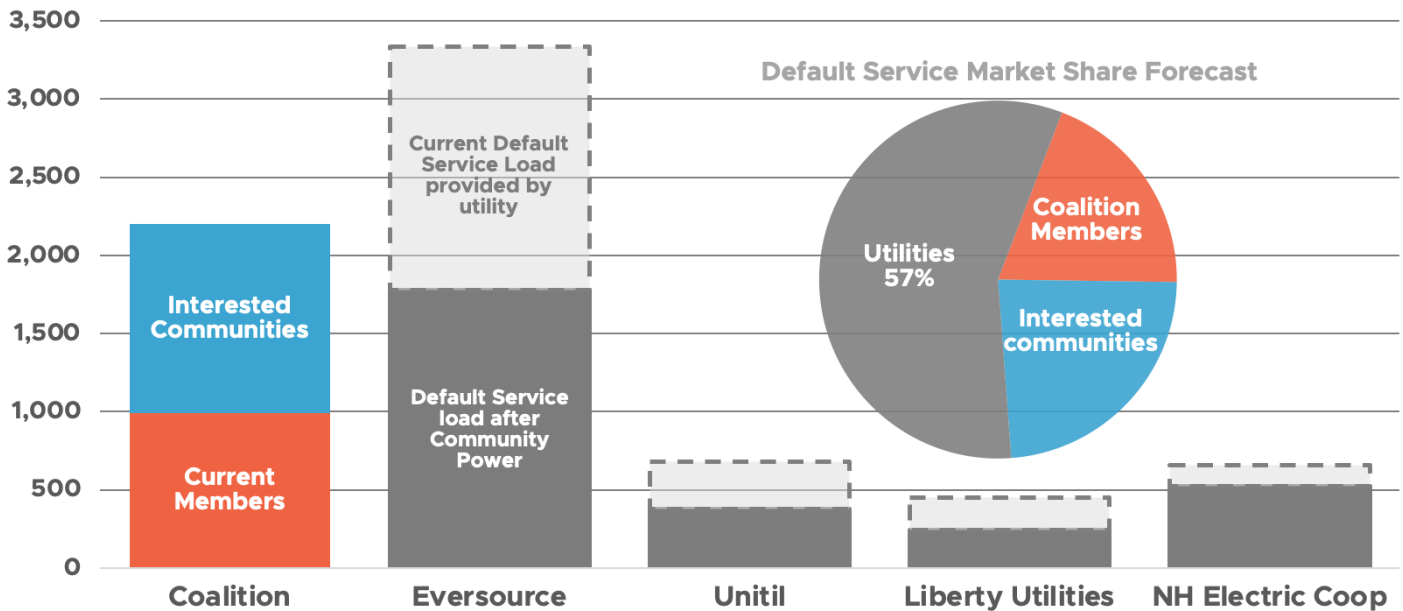 3,500
3,000
2,500
2,000
1,500
1,000
500
0
Default Service Market Share Forecast
Current Default
Service Load
provided by
utility
Coalition
Members
Utilities
57%
Interested
communities
Interested
Communities
Default Service
load after
Community
Power
Current
Members
Coalition
Eversource
Unitil
Liberty Utilities
NH Electric Coop